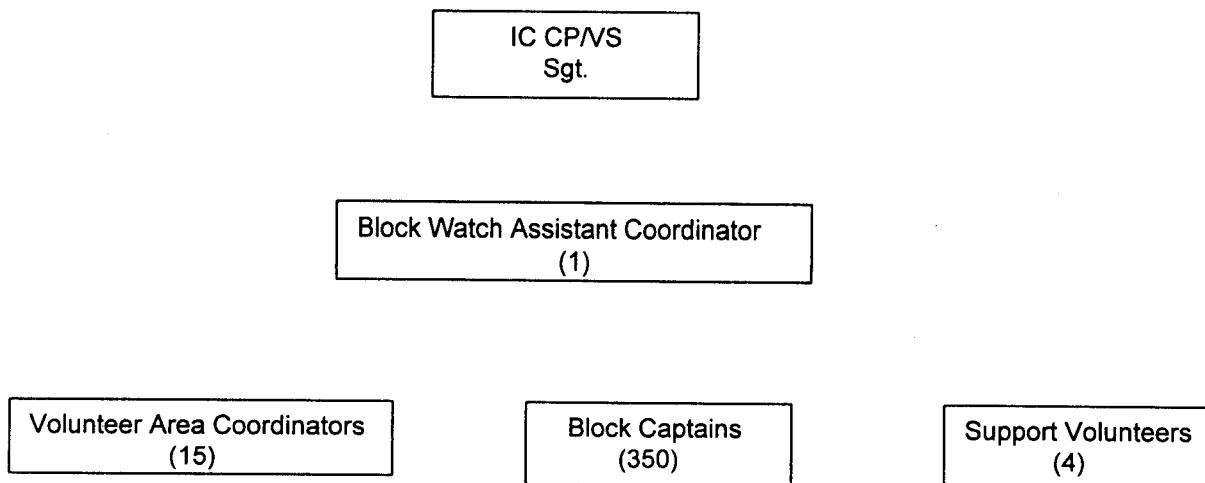 IC CP/VS
Sgt.
Block Watch Assistant Coordinator
(1)
Volunteer Area Coordinators
(15)
Block Captains
(350)
Support Volunteers
(4)